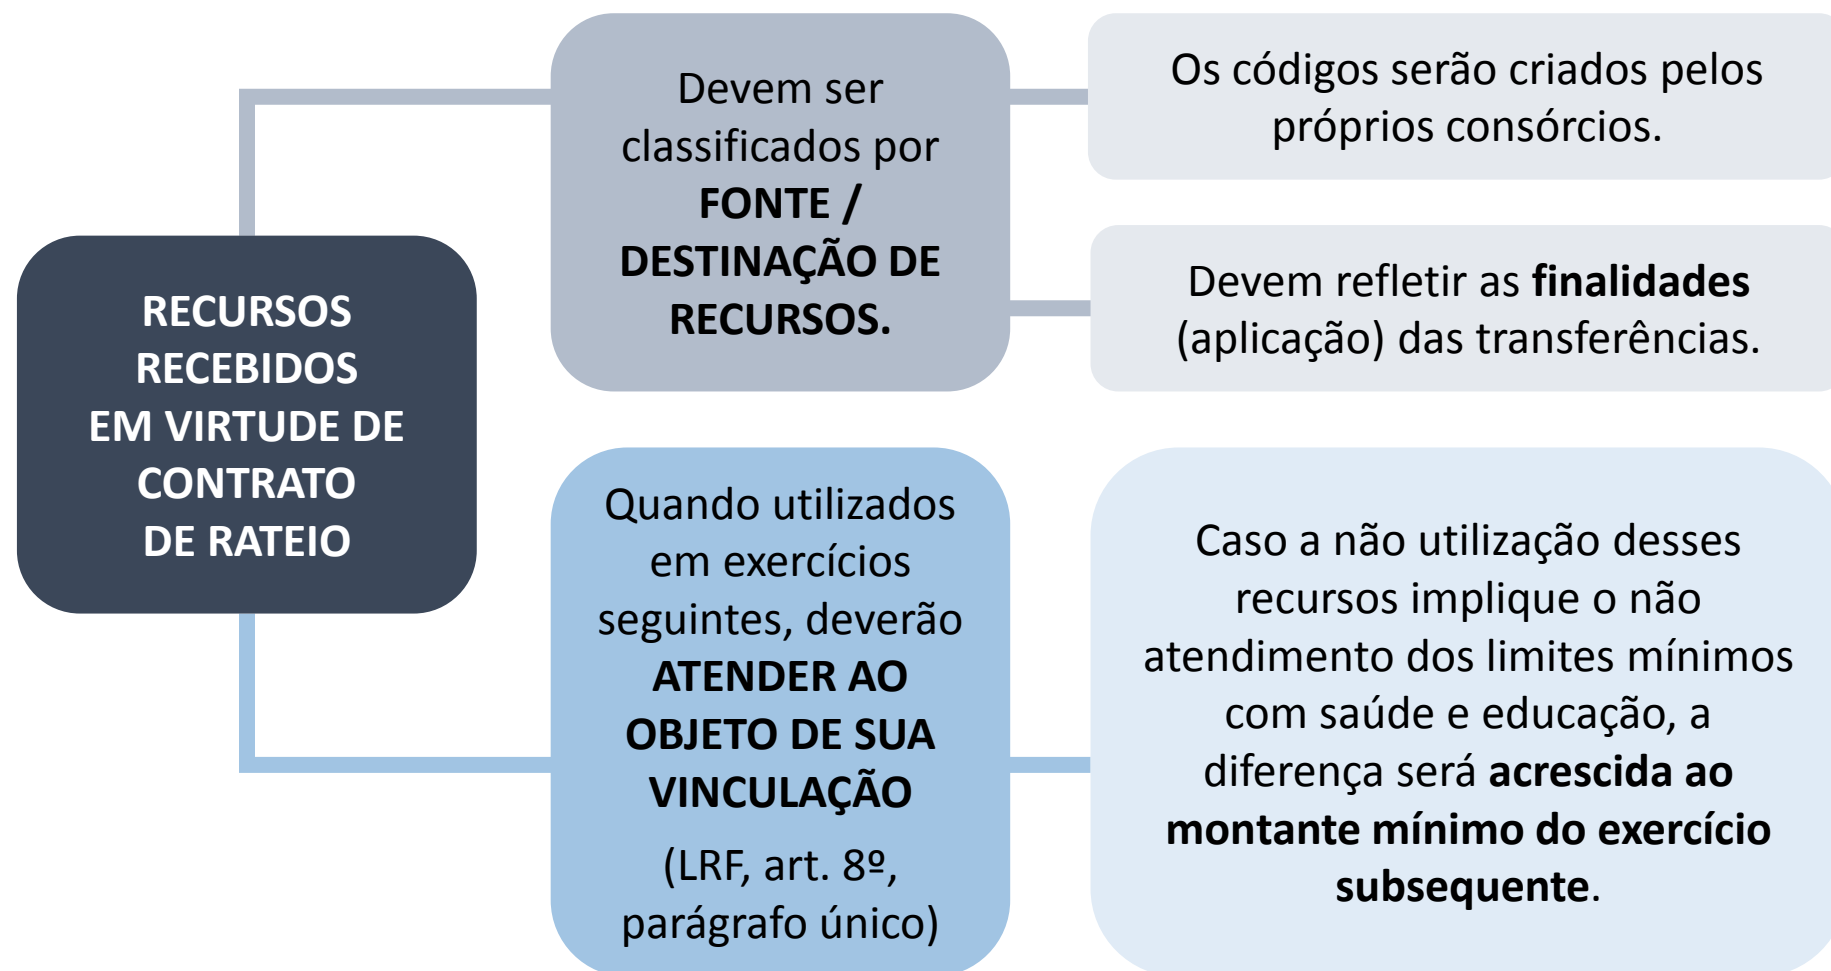 RECURSOS
RECEBIDOS
EM VIRTUDE DE
CONTRATO
DE RATEIO
Devem ser
classificados por
FONTE /
DESTINAÇÃO DE
RECURSOS.
Os códigos serão criados pelos
próprios consórcios.
Devem refletir as finalidades
(aplicação) das transferências.
Quando utilizados
em exercícios
seguintes, deverão
ATENDER AO
OBJETO DE SUA
VINCULAÇÃO
(LRF, art. 8º,
parágrafo único)
Caso a não utilização desses
recursos implique o não
atendimento dos limites mínimos
com saúde e educação, a
diferença será acrescida ao
montante mínimo do exercício
subsequente.